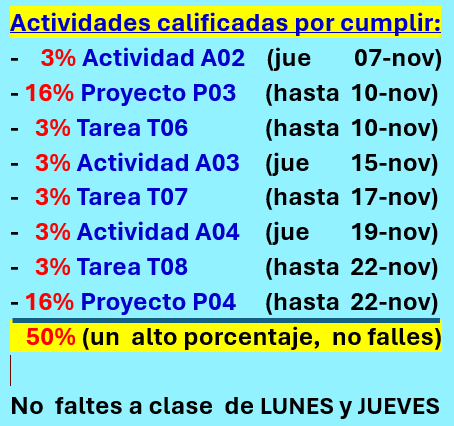 Actividades calificadas por cumplir:
- 3% Actividad A02 (jue 07-nov)
- 16% Proyecto P03 (hasta 10-nov)
- 3% Tarea T06 (hasta 10-nov)
- 3% Actividad A03 (jue 15-nov)
- 3% Tarea T07 (hasta 17-nov)
- 3% Actividad A04 (jue 19-nov)
- 3% Tarea T08 (hasta 22-nov)
- 16% Proyecto P04 (hasta 22-nov)
50% (un alto porcentaje, no falles)
No faltes a clase de LUNES y JUEVES